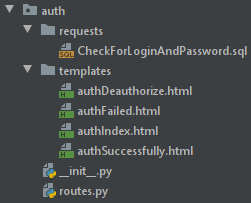 auth
requests
CheckForLoginAndPassword.sql
templates
authDeauthorize.html
authFailed.html
authIndex.html
authSuccessfully.html
__init__.py
routes.py